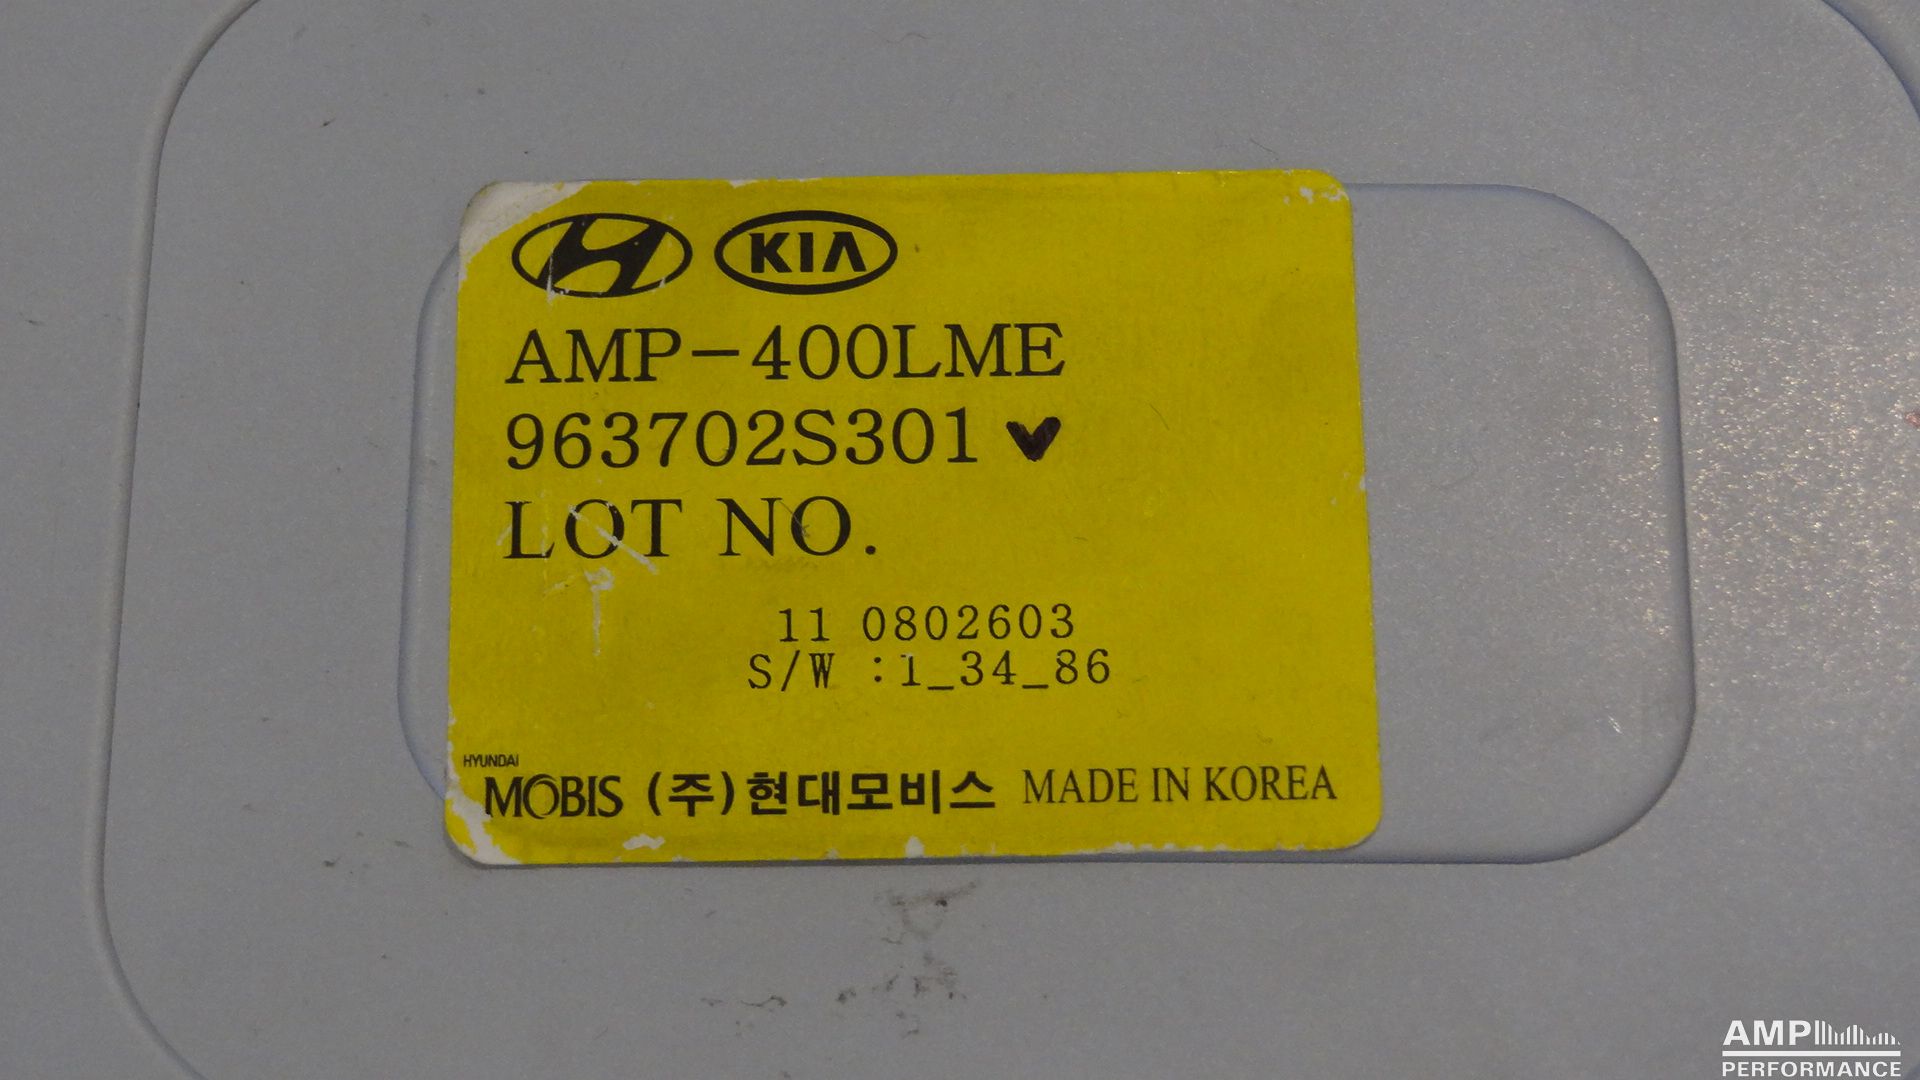 KIA
AMP-400LME
963702S301
LOT NO.
11 0802603
S/W :1_34_86
HYUNDAI
MOBIS (주)현대모비스 MADE IN KOREA
AMP
PERFORMANCE